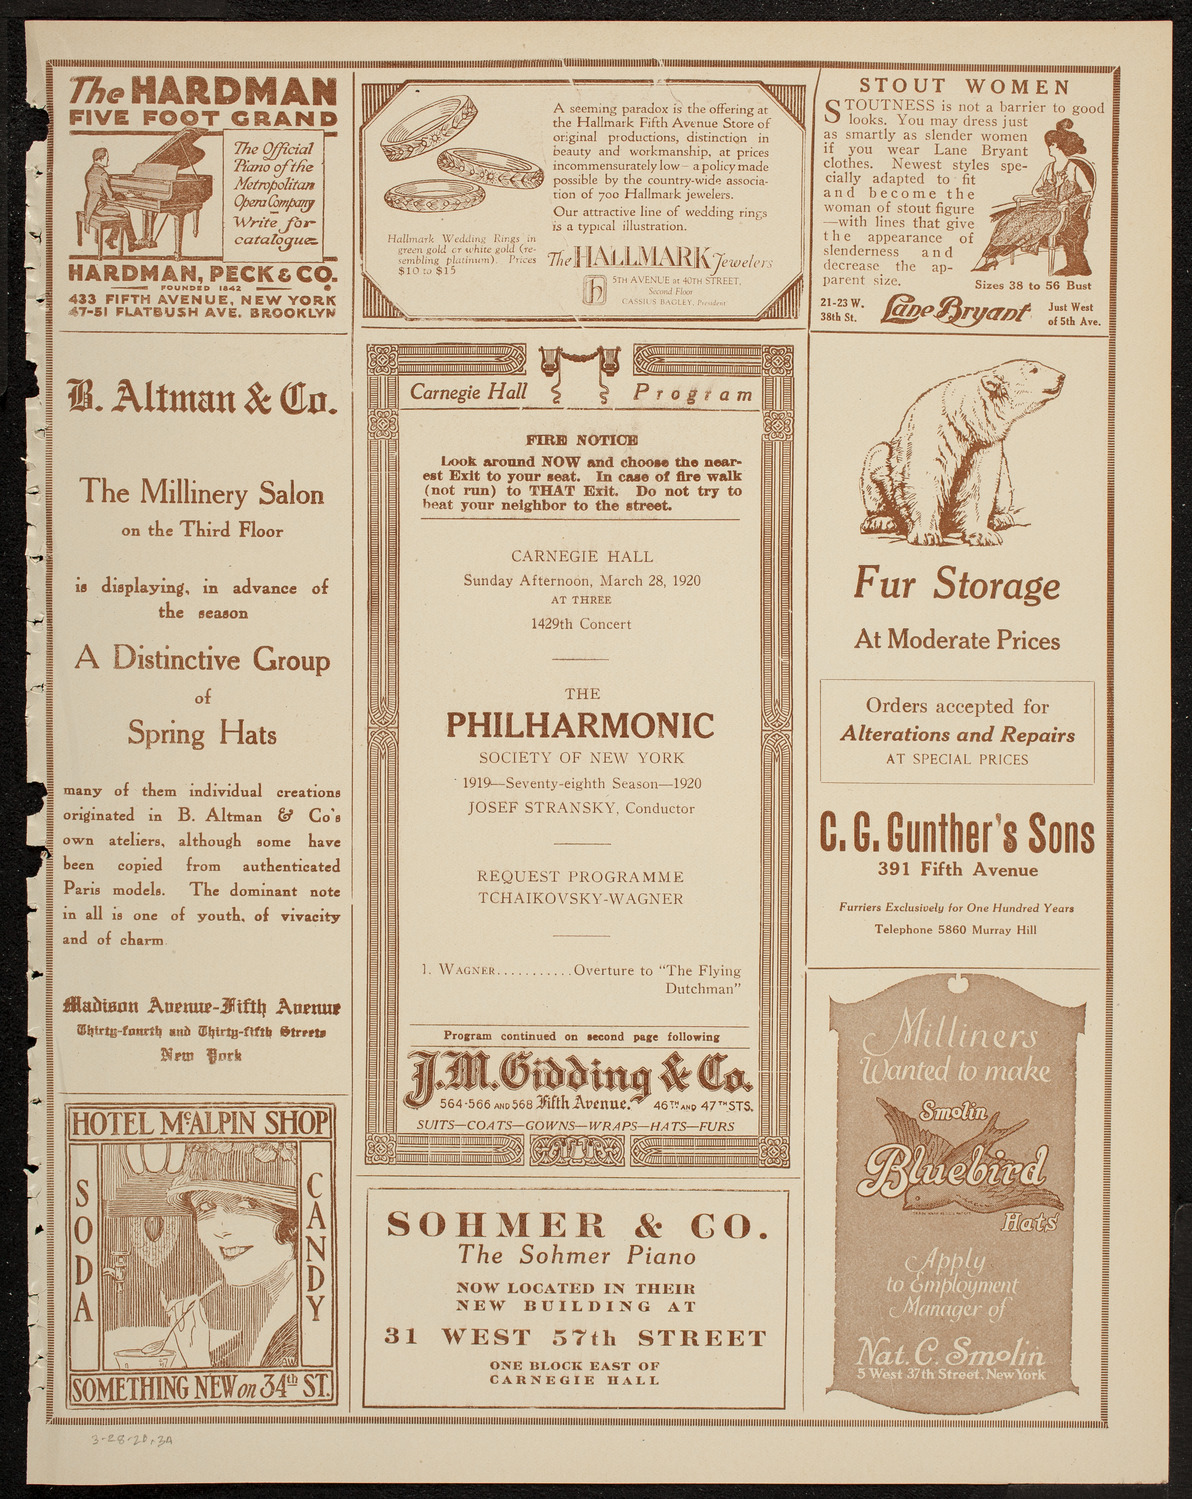 The HARDMAN
FIVE FOOT GRAND
The Official
Piano of the
Metropolitan
Opera Company
Write for
catalogue
HARDMAN, PECK & CO.
FOUNDED 1842
433 FIFTH AVENUE, NEW YORK
47-51 FLATBUSH AVE. BROOKLYN
A seeming paradox is the offering at
the Hallmark Fifth Avenue Store of
original productions, distinction in
beauty and workmanship, at prices
incommensurately low—a policy made
possible by the country-wide associa-
tion of 700 Hallmark jewelers.
Our attractive line of wedding rings
is a typical illustration.
Hallmark Wedding Rings in
green gold or white gold (re-
sembling platinum). Prices
$10 to $15
The HALLMARK Jewelers
5TH AVENUE at 40TH STREET,
Second Floor
CASSIUS BAGLEY, President
STOUT WOMEN
STOUTNESS is not a barrier to good
looks. You may dress just
as smartly as slender women
if you wear Lane Bryant
clothes. Newest styles spe-
cially adapted to fit
and become the
woman of stout figure
—with lines that give
the appearance of
slenderness and
decrease the ap-
parent size.
Sizes 38 to 56 Bust
21-23 W.
38th St.
Lane Bryant
Just West
of 5th Ave.
B. Altman & Co.
The Millinery Salon
on the Third Floor
is displaying, in advance of
the season
A Distinctive Group
of
Spring Hats
many of them individual creations
originated in B. Altman & Co's
own ateliers, although some have
been copied from authenticated
Paris models. The dominant note
in all is one of youth, of vivacity
and of charm.
Madison Avenue-Fifth Avenue
Thirty-fourth and Thirty-fifth Streets
New York
HOTEL McALPIN SHOP
SODA
CANDY
AW
SOMETHING NEW on 34th ST.
Carnegie Hall Program
FIRE NOTICE
Look around NOW and choose the near-
est Exit to your seat. In case of fire walk
(not run) to THAT Exit. Do not try to
beat your neighbor to the street.
CARNEGIE HALL
Sunday Afternoon, March 28, 1920
AT THREE
1429th Concert
THE
PHILHARMONIC
SOCIETY OF NEW YORK
1919—Seventy-eighth Season—1920
JOSEF STRANSKY, Conductor
REQUEST PROGRAMME
TCHAIKOVSKY-WAGNER
1. WAGNER...........Overture to “The Flying
Dutchman”
Program continued on second page following
J.M. Gidding & Co.
564-566 AND 568 Fifth Avenue. 46TH AND 47TH STS.
SUITS—COATS—GOWNS—WRAPS—HATS—FURS
SOHMER & CO.
The Sohmer Piano
NOW LOCATED IN THEIR
NEW BUILDING AT
31 WEST 57th STREET
ONE BLOCK EAST OF
CARNEGIE HALL
Fur Storage
At Moderate Prices
Orders accepted for
Alterations and Repairs
AT SPECIAL PRICES
C. G. Gunther's Sons
391 Fifth Avenue
Furriers Exclusively for One Hundred Years
Telephone 5860 Murray Hill
Milliners
Wanted to make
Smolin
Bluebird
Hats
Apply
to Employment
Manager of
Nat. C. Smolin
5 West 37th Street, New York
3-28-20,3A